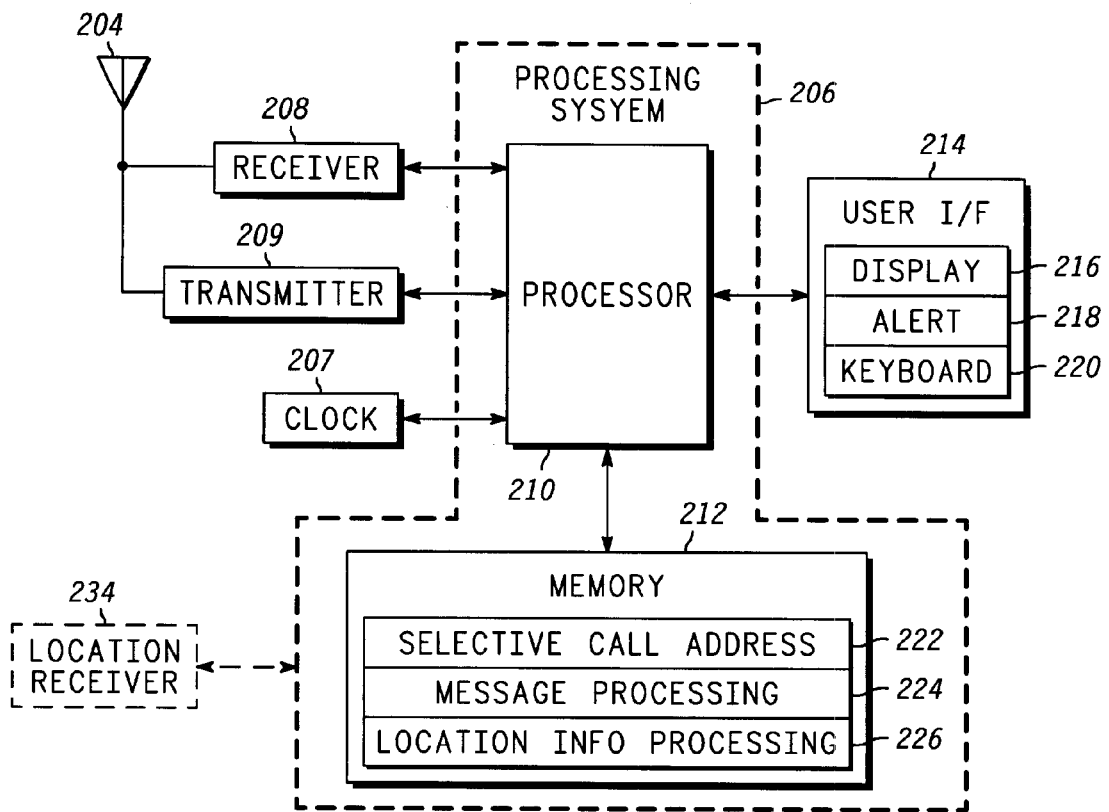 204
PROCESSING
SYSYEM
206
208
RECEIVER
214
USER I/F
209
TRANSMITTER
PROCESSOR
DISPLAY
216
ALERT
218
KEYBOARD
220
207
CLOCK
210
212
MEMORY
234
LOCATION
RECEIVER
SELECTIVE CALL ADDRESS
222
MESSAGE PROCESSING
224
LOCATION INFO PROCESSING
226